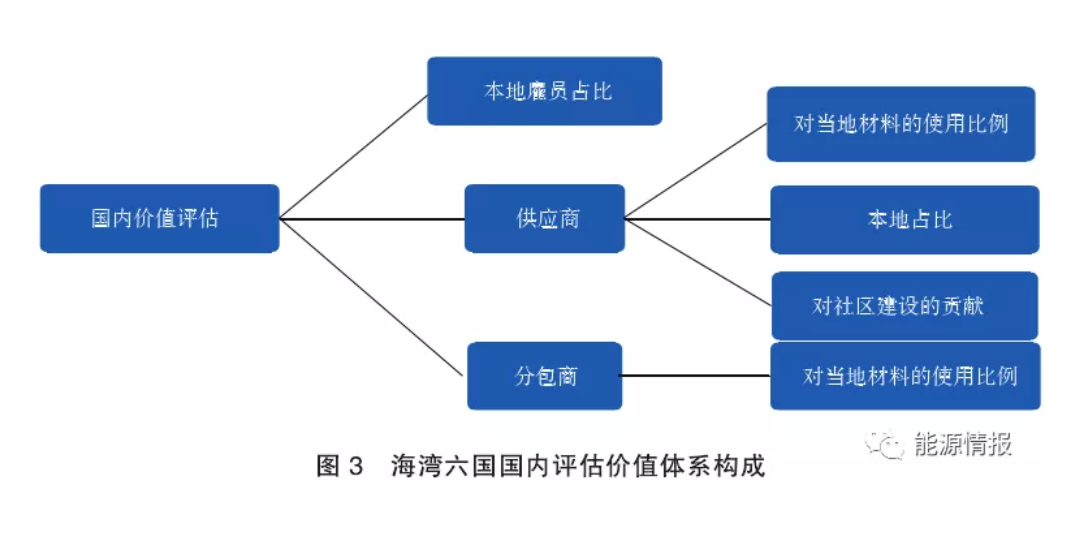 本地雇员占比
对当地材料的使用比例
国内价值评估
供应商
本地占比
对社区建设的贡献
分包商
对当地材料的使用比例
能源情报
图 3 海湾六国国内评估价值体系构成